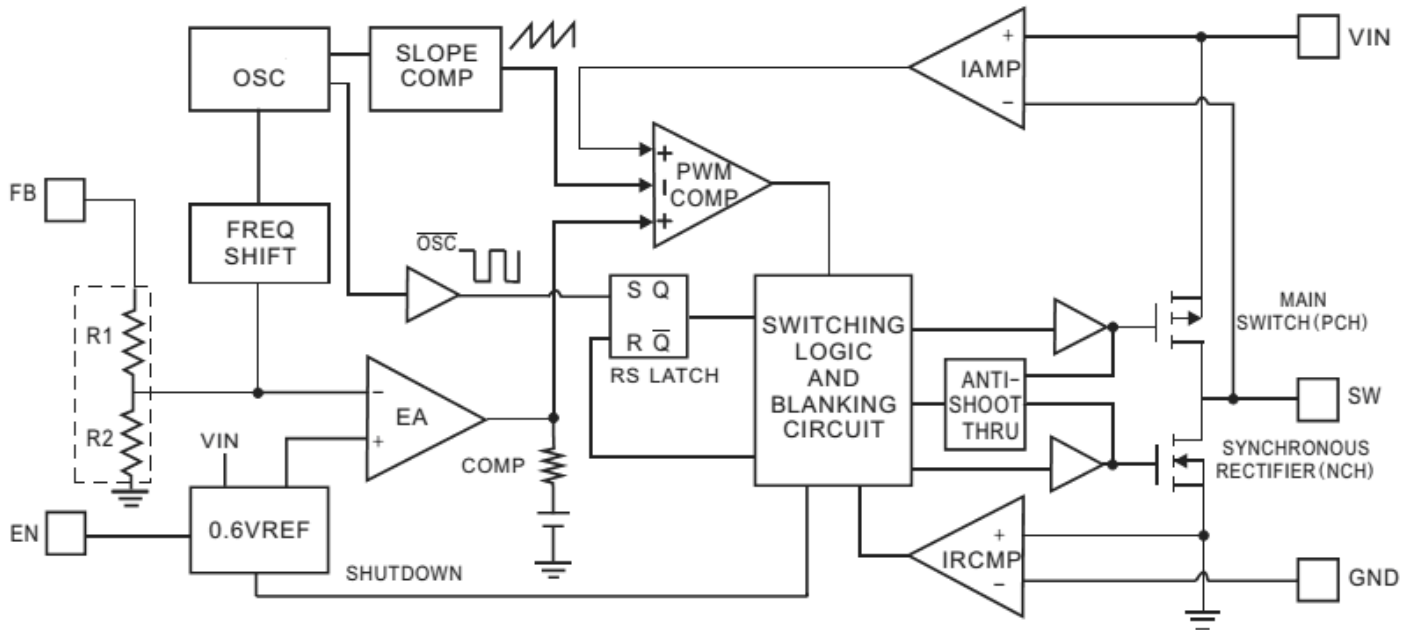 OSC
SLOPE
COMP
+
IAMP
−
VIN
FB
FREQ
SHIFT
+
−
+
PWM
COMP
OSC
R1
R2
S Q
R Q
RS LATCH
SWITCHING
LOGIC
AND
BLANKING
CIRCUIT
MAIN
SWITCH(PCH)
ANTI-
SHOOT
THRU
SW
−
EA
+
VIN
COMP
SYNCHRONOUS
RECTIFIER(NCH)
EN
0.6VREF
SHUTDOWN
+
IRCMP
−
GND